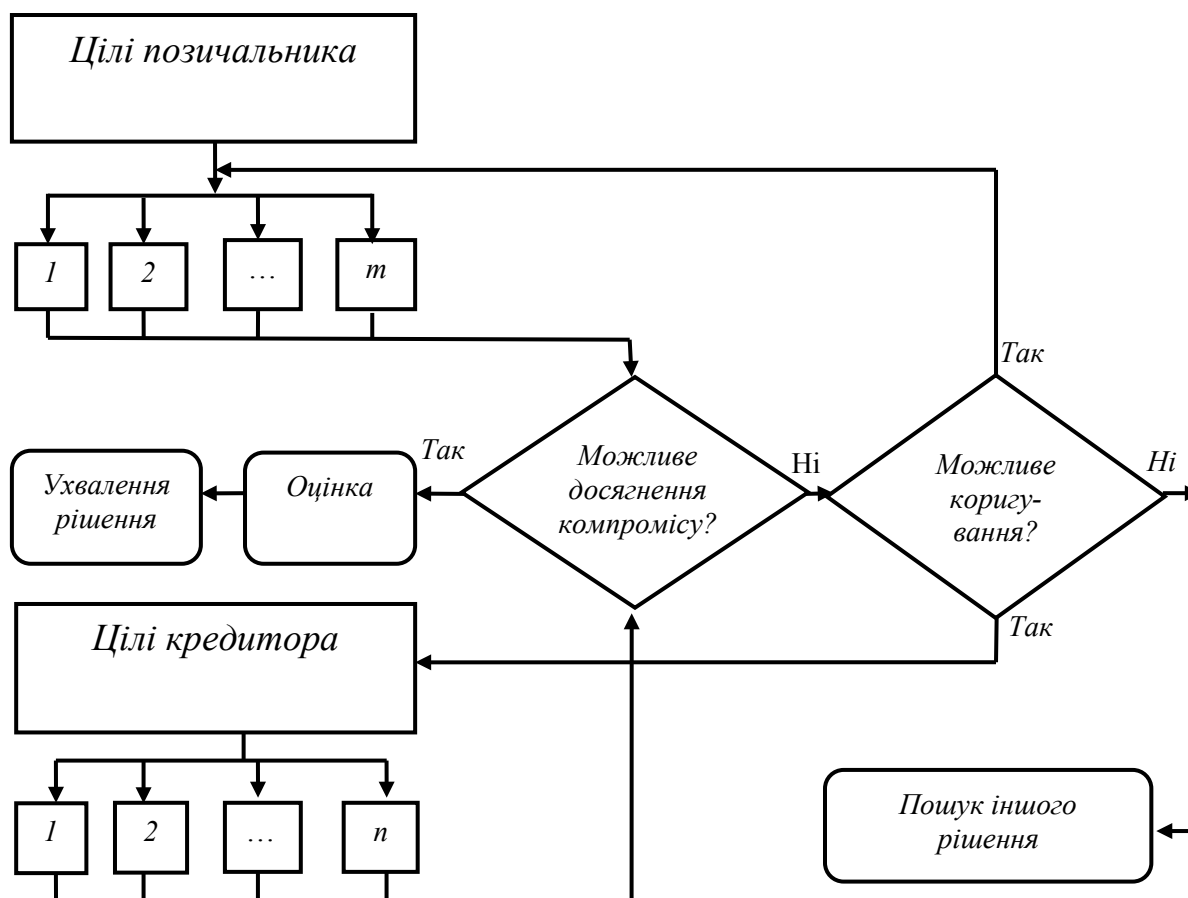 Цілі позичальника
1
2
…
m
Так
Так
Ні
Ні
Ухвалення
рішення
Оцінка
Можливе
досягнення
компромісу?
Можливе
коригу-
вання?
Цілі кредитора
Так
1
2
…
n
Пошук іншого
рішення